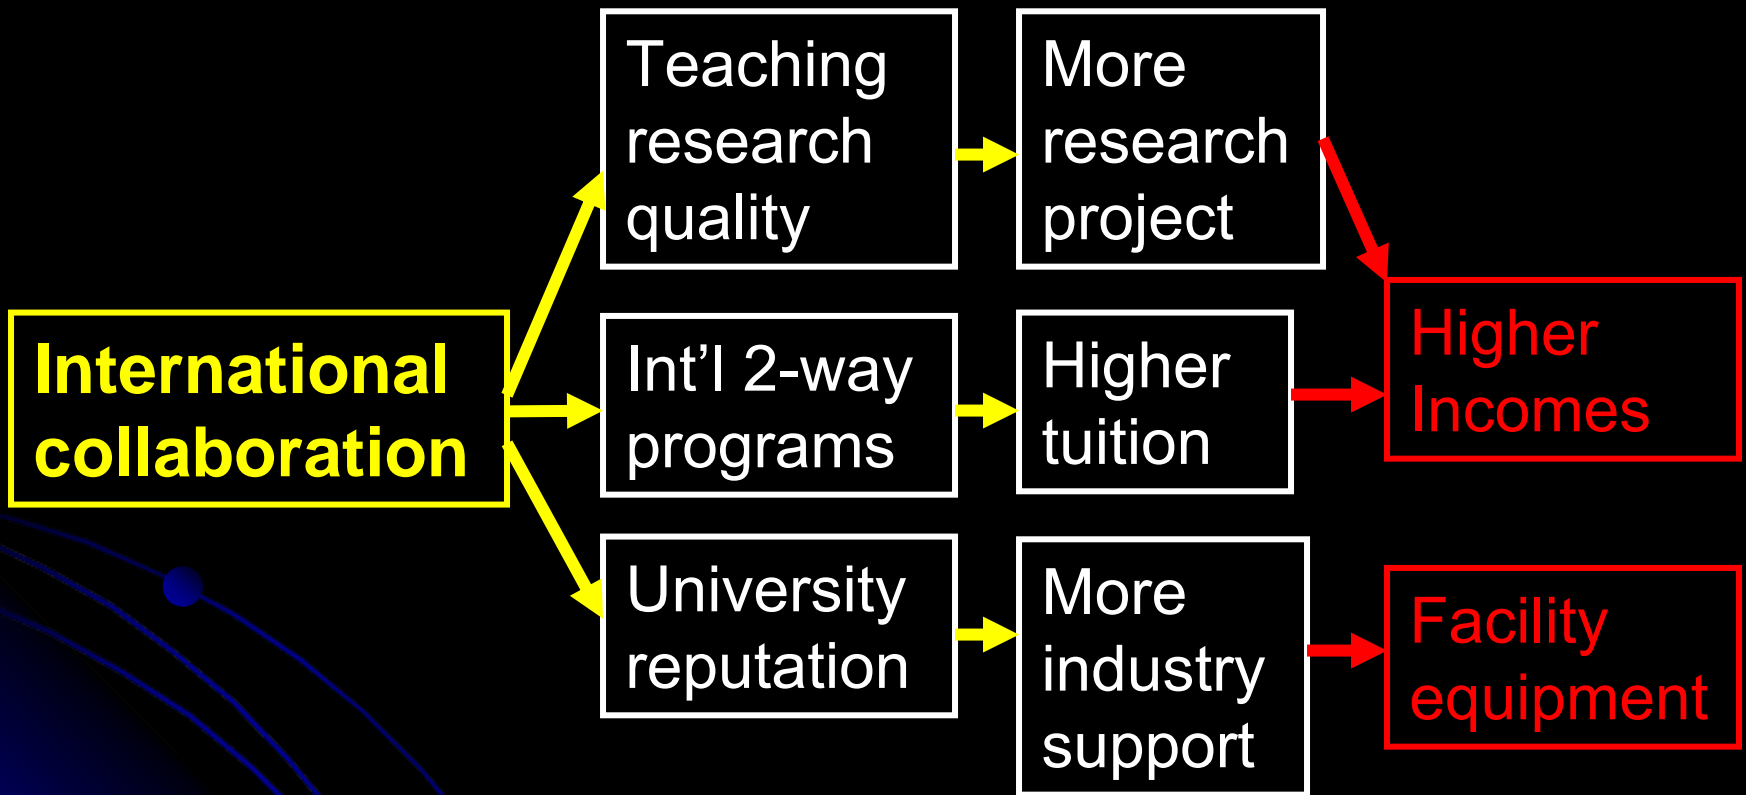 International
collaboration
Teaching
research
quality
More
research
project
Int'l 2-way
programs
Higher
tuition
Higher
Incomes
University
reputation
More
industry
support
Facility
equipment